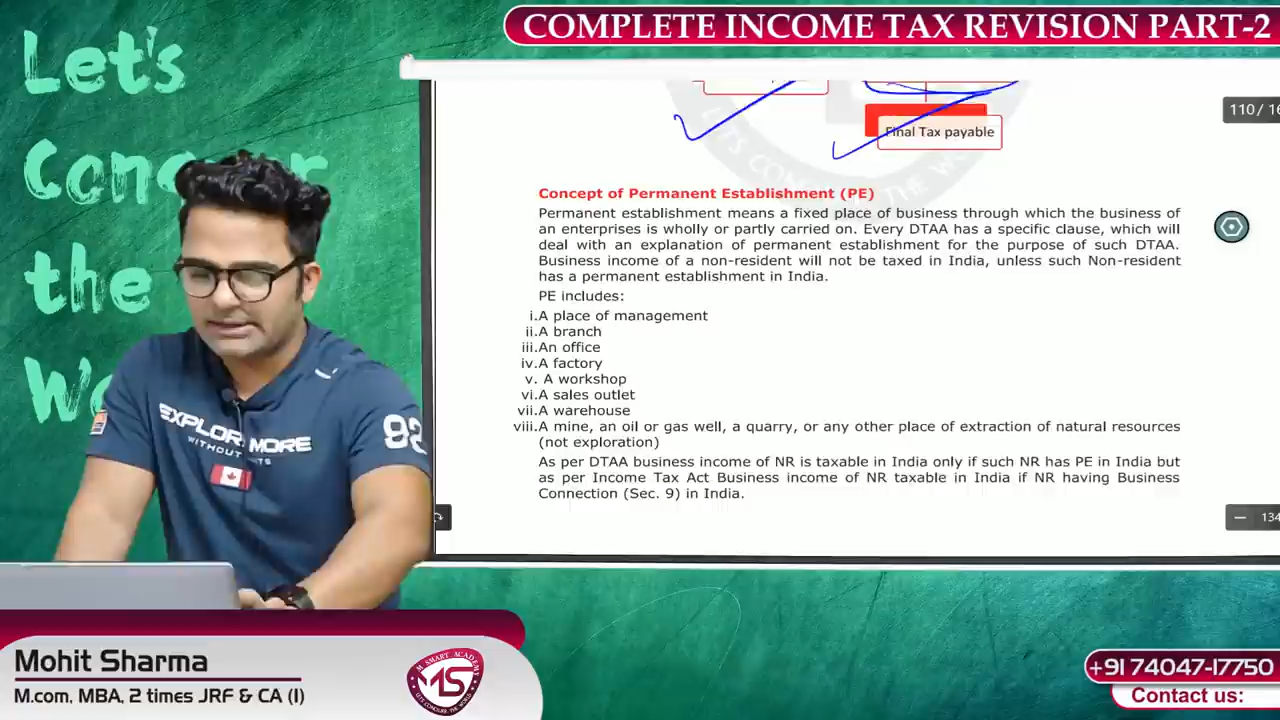 COMPLETE INCOME TAX REVISION PART-2
Let's
Conquer
the
110/ 16
Final Tax payable
Concept of Permanent Establishment (PE)
Permanent establishment means a fixed place of business through which the business of
an enterprises is wholly or partly carried on. Every DTAA has a specific clause, which will
deal with an explanation of permanent establishment for the purpose of such DTAA.
Business income of a non-resident will not be taxed in India, unless such Non-resident
has a permanent establishment in India.
PE includes:
i.A place of management
ii.A branch
iii.An office
iv.A factory
v. A workshop
vi.A sales outlet
vii.A warehouse
viii.A mine, an oil or gas well, a quarry, or any other place of extraction of natural resources
(not exploration)
As per DTAA business income of NR is taxable in India only if such NR has PE in India but
as per Income Tax Act Business income of NR taxable in India if NR having Business
Connection (Sec. 9) in India.
134
EXPLOR MORE
92
Mohit Sharma
M.com, MBA, 2 times JRF & CA (I)
M SMART ACADEMY
MS
+91 74047-17750
Contact us: